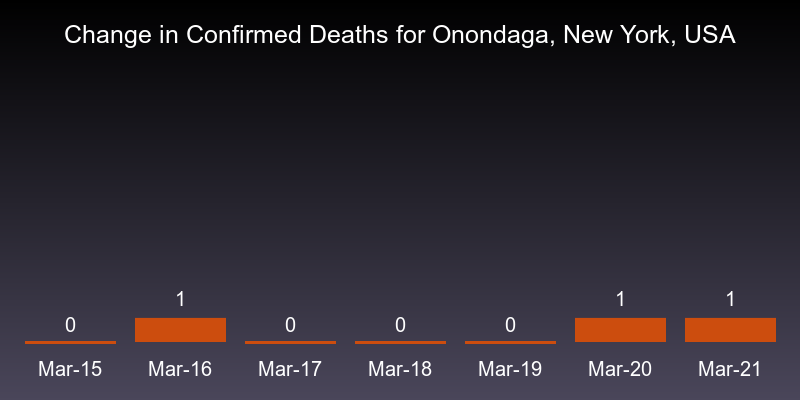 Change in Confirmed Deaths for Onondaga, New York, USA
0 1 0 0 0 1 1
Mar-15 Mar-16 Mar-17 Mar-18 Mar-19 Mar-20 Mar-21